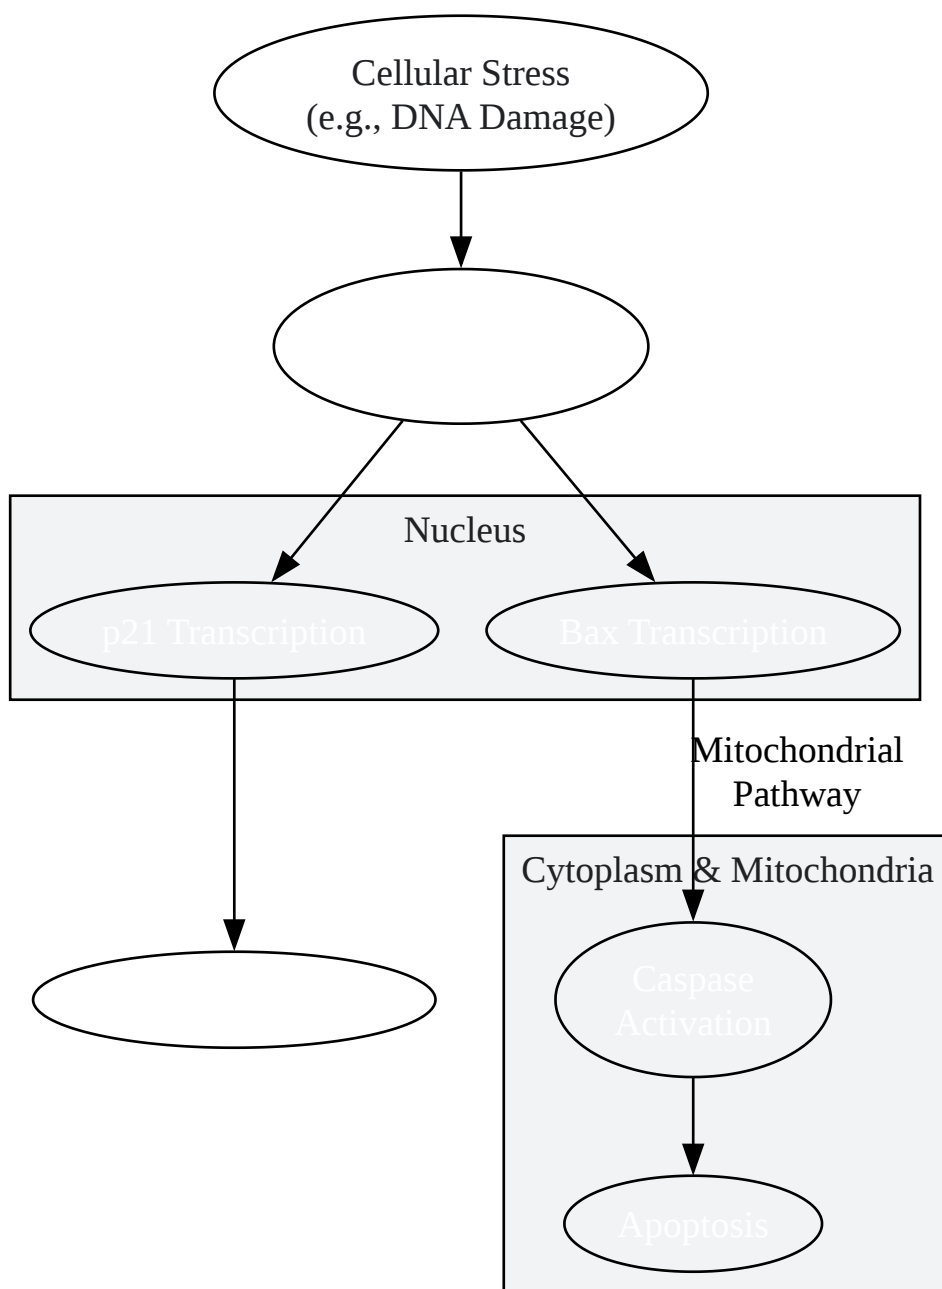 Cellular Stress
(e.g., DNA Damage)
Nucleus
p21 Transcription
Bax Transcription
Mitochondrial
Pathway
Cytoplasm & Mitochondria
Caspase
Activation
Apoptosis